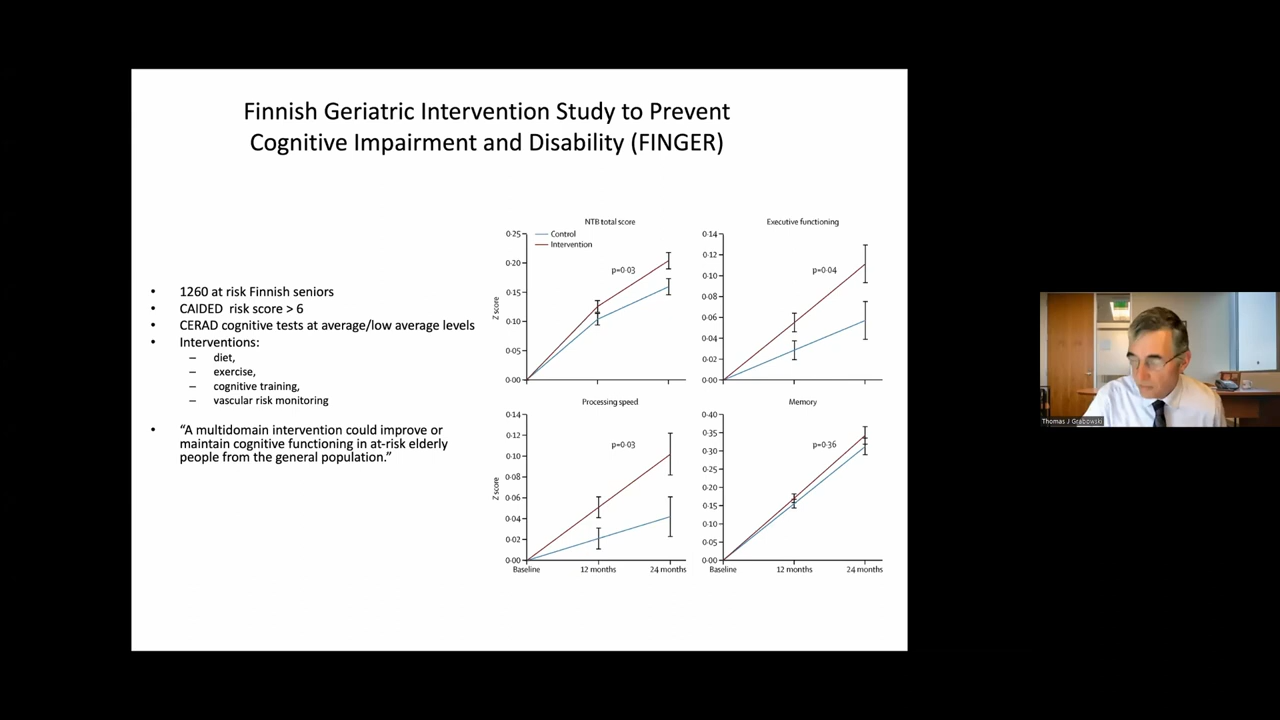 Finnish Geriatric Intervention Study to Prevent
Cognitive Impairment and Disability (FINGER)
• 1260 at risk Finnish seniors
• CAIDED risk score > 6
• CERAD cognitive tests at average/low average levels
• Interventions:
– diet,
– exercise,
– cognitive training,
– vascular risk monitoring
• “A multidomain intervention could improve or
maintain cognitive functioning in at-risk elderly
people from the general population.”
NTB total score
Control
Intervention
p=0·03
Z score
0·25
0·20
0·15
0·10
0·05
0·00
Executive functioning
p=0·04
0·14
0·12
0·10
0·08
0·06
0·04
0·02
0·00
Processing speed
p=0·03
Z score
0·14
0·12
0·10
0·08
0·06
0·04
0·02
0·00
Baseline 12 months 24 months
Memory
p=0·36
0·40
0·35
0·30
0·25
0·20
0·15
0·10
0·05
0·00
Baseline 12 months 24 months
Thomas J Grabowski